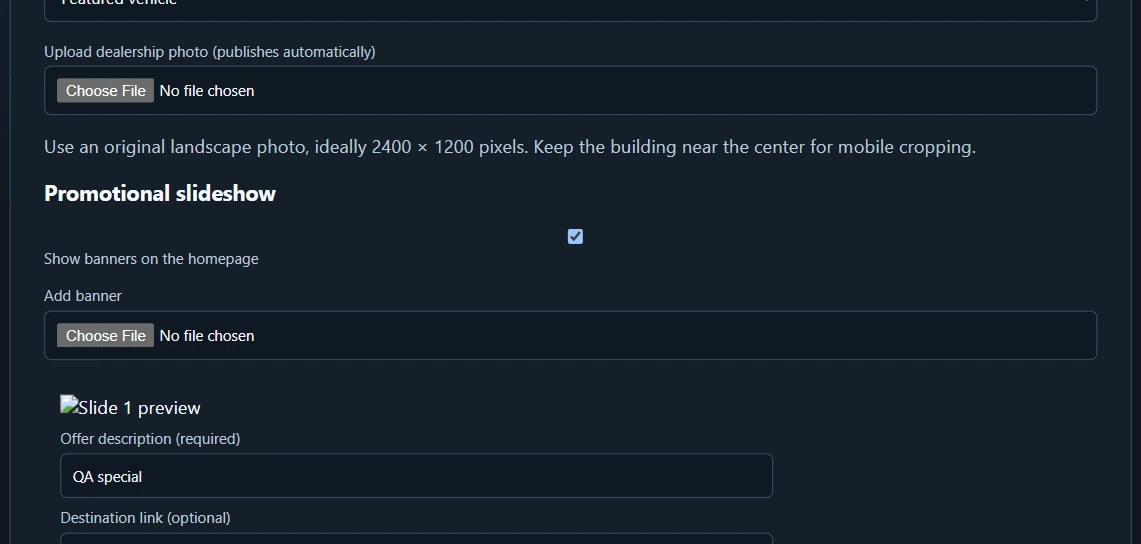 Featured vehicle
Upload dealership photo (publishes automatically)
Choose File No file chosen
Use an original landscape photo, ideally 2400 × 1200 pixels. Keep the building near the center for mobile cropping.
Promotional slideshow
Show banners on the homepage
Add banner
Choose File No file chosen
Slide 1 preview
Offer description (required)
QA special
Destination link (optional)